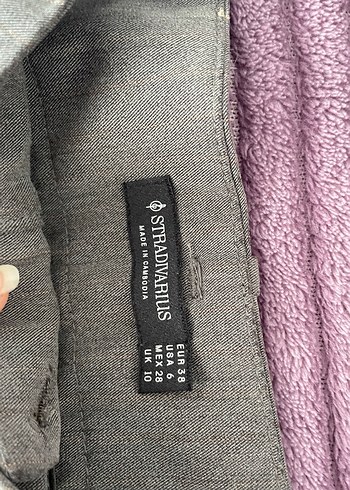 STRADIVARIUS
MADE IN CAMBODIA
EUR 38
USA 6
MEX 28
UK 10